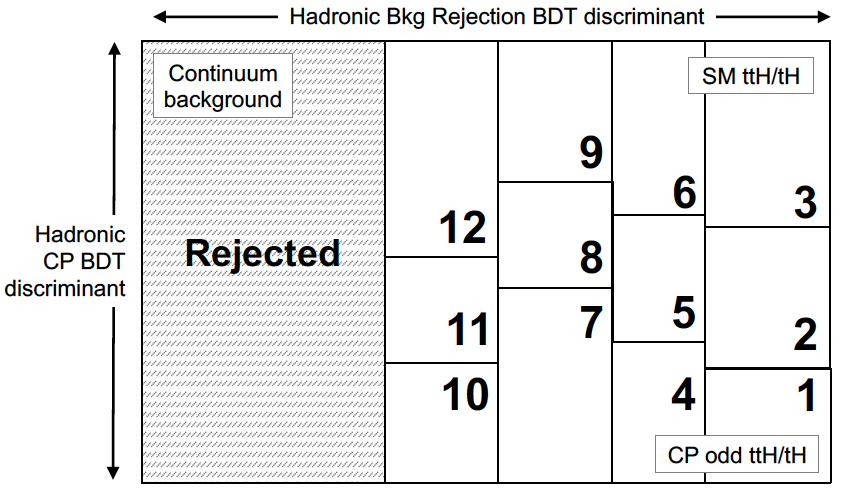 Hadronic Bkg Rejection BDT discriminant
Continuum
background
SM ttH/tH
9
6
3
12
Hadronic
CP BDT
discriminant
Rejected
8
5
2
11
7
10
4
1
CP odd ttH/tH